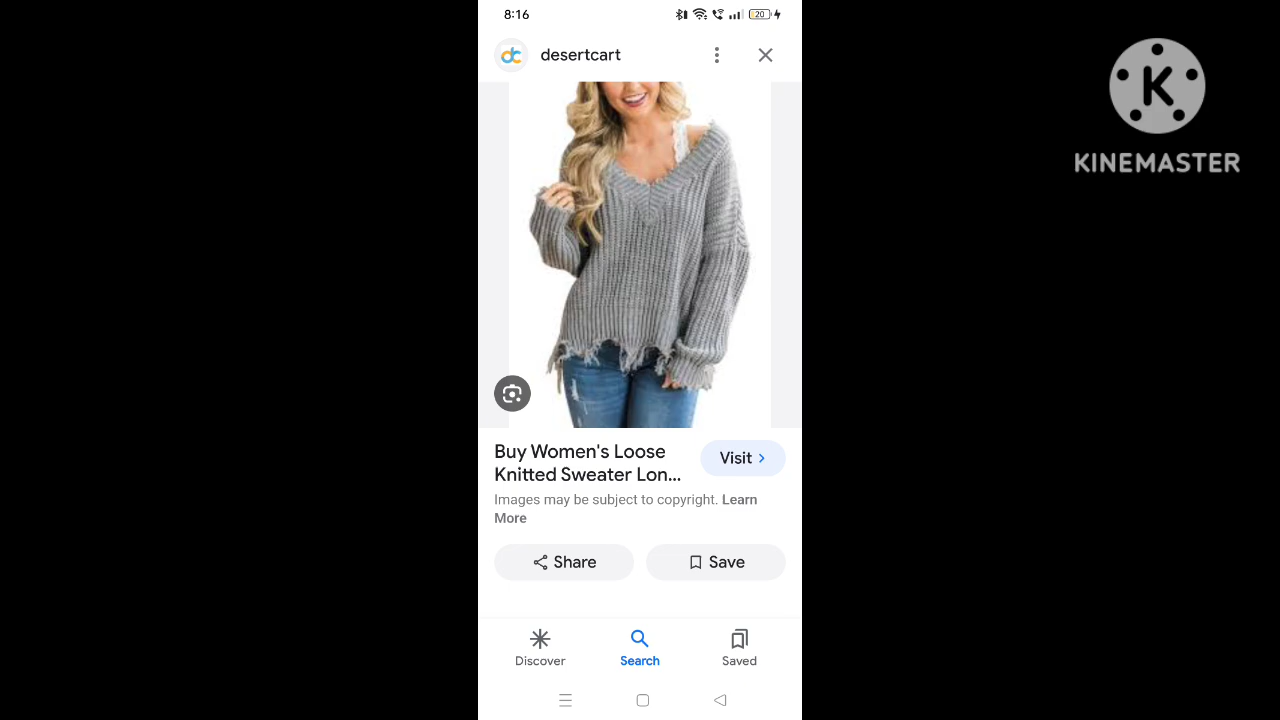 8:16
20
desertcart
K
KINEMASTER
Buy Women's Loose
Knitted Sweater Lon...
Visit
Images may be subject to copyright. Learn
More
Share
Save
Discover
Search
Saved